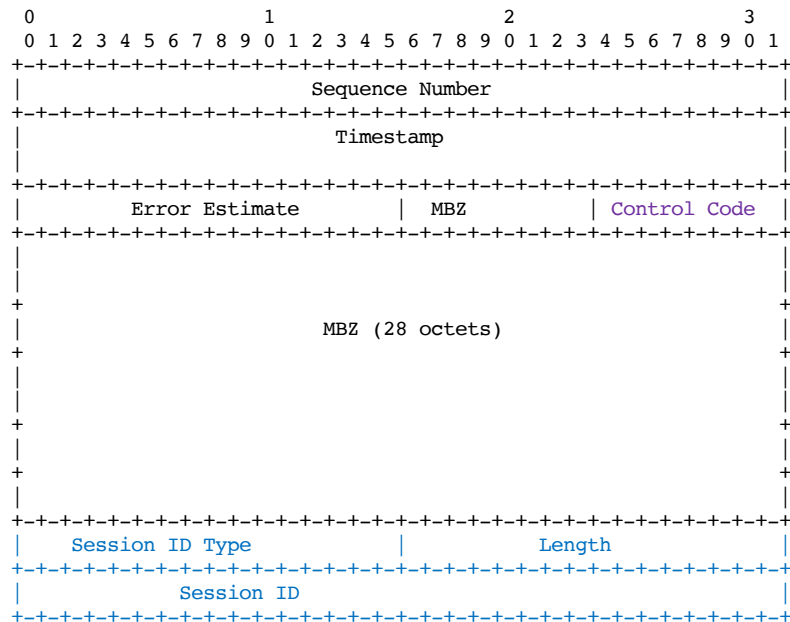 0                   1                   2                   3
0 1 2 3 4 5 6 7 8 9 0 1 2 3 4 5 6 7 8 9 0 1 2 3 4 5 6 7 8 9 0 1
+-+-+-+-+-+-+-+-+-+-+-+-+-+-+-+-+-+-+-+-+-+-+-+-+-+-+-+-+-+-+-+-+
|                        Sequence Number                        |
+-+-+-+-+-+-+-+-+-+-+-+-+-+-+-+-+-+-+-+-+-+-+-+-+-+-+-+-+-+-+-+-+
|                          Timestamp                            |
|                                                               |
+-+-+-+-+-+-+-+-+-+-+-+-+-+-+-+-+-+-+-+-+-+-+-+-+-+-+-+-+-+-+-+-+
|         Error Estimate        |  MBZ          | Control Code  |
+-+-+-+-+-+-+-+-+-+-+-+-+-+-+-+-+-+-+-+-+-+-+-+-+-+-+-+-+-+-+-+-+
|                                                               |
|                                                               |
+                                                               +
|                         MBZ (28 octets)                       |
+                                                               +
|                                                               |
|                                                               |
+                                                               +
|                                                               |
+                                                               +
|                                                               |
+-+-+-+-+-+-+-+-+-+-+-+-+-+-+-+-+-+-+-+-+-+-+-+-+-+-+-+-+-+-+-+-+
|    Session ID Type            |           Length              |
+-+-+-+-+-+-+-+-+-+-+-+-+-+-+-+-+-+-+-+-+-+-+-+-+-+-+-+-+-+-+-+-+
|             Session ID                                        |
+-+-+-+-+-+-+-+-+-+-+-+-+-+-+-+-+-+-+-+-+-+-+-+-+-+-+-+-+-+-+-+-+